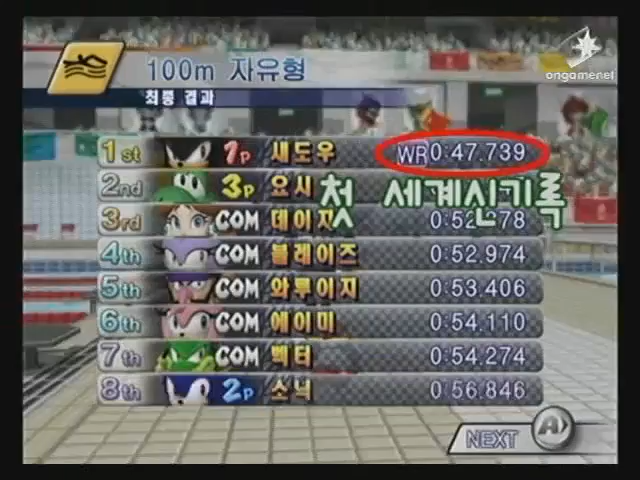 ongamenet
100m 자유형
최종 결과
1st 1P 섀도우 WR 0:47.739
2nd 3P 요시
첫 세계신기록
3rd COM 데이지 0:52 78
4th COM 블레이즈 0:52.974
5th COM 와루이지 0:53.406
6th COM 에이미 0:54.110
7th COM 벡터 0:54.274
8th 2P 소닉 0:56.846
NEXT A